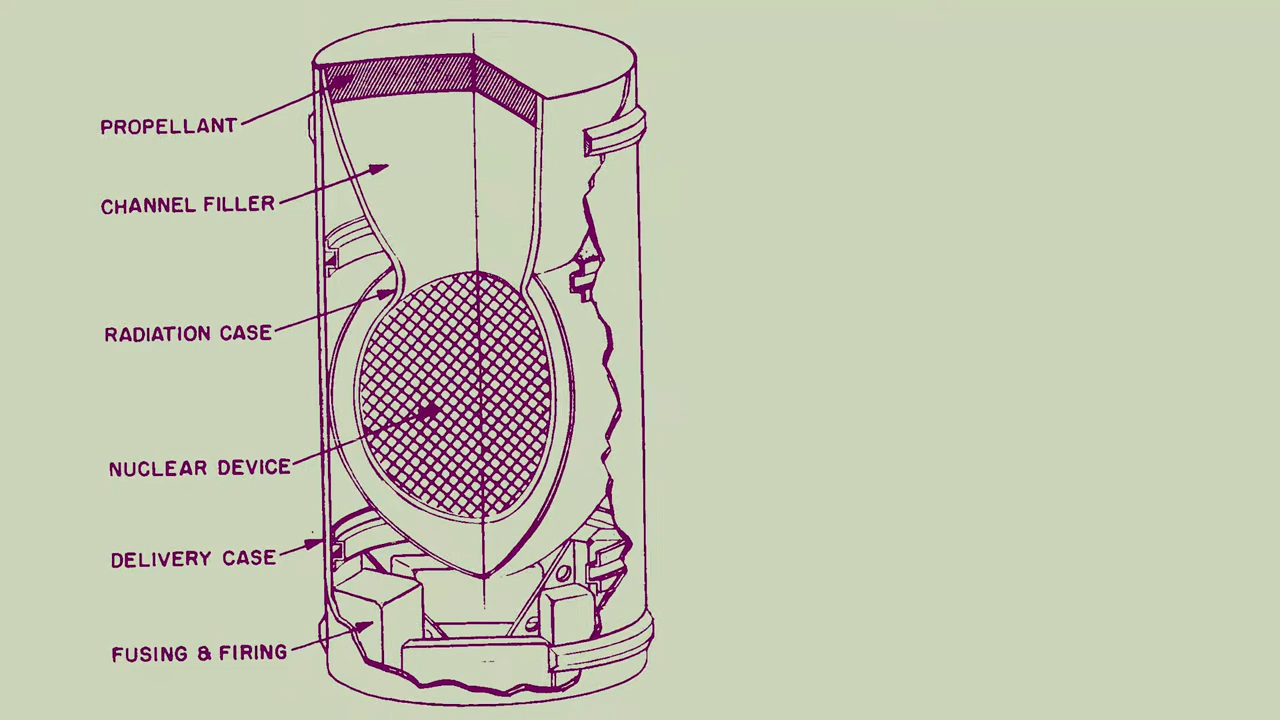 PROPELLANT
CHANNEL FILLER
RADIATION CASE
NUCLEAR DEVICE
DELIVERY CASE
FUSING & FIRING